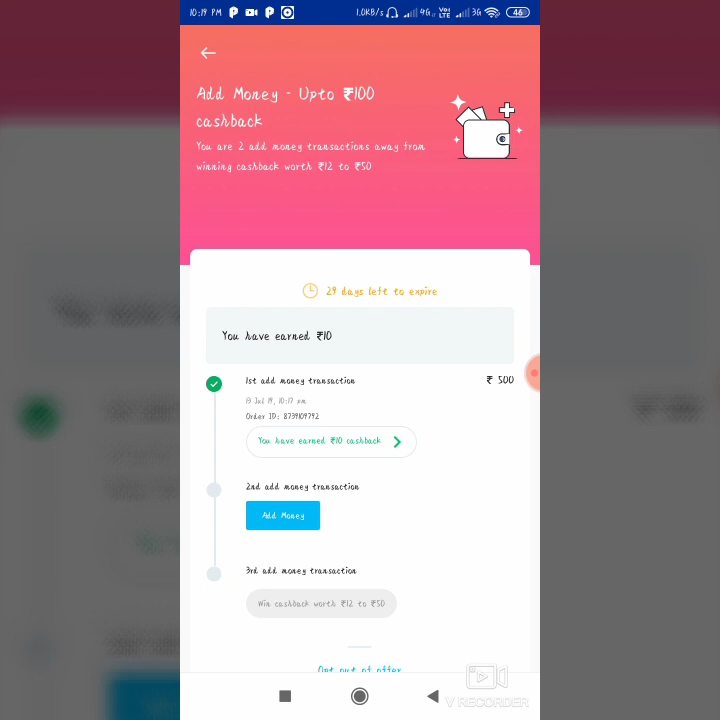 10:19 PM
1.0KB/s 4G VoLTE 3G 46
Add Money - Upto ₹100
cashback
You are 2 add money transactions away from
winning cashback worth ₹12 to ₹50
29 days left to expire
You have earned ₹10
1st add money transaction ₹ 500
13 Jul 19, 10:17 pm
Order ID: 8739109792
You have earned ₹10 cashback
2nd add money transaction
Add Money
3rd add money transaction
Win cashback worth ₹12 to ₹50
Opt out of offer
V RECORDER